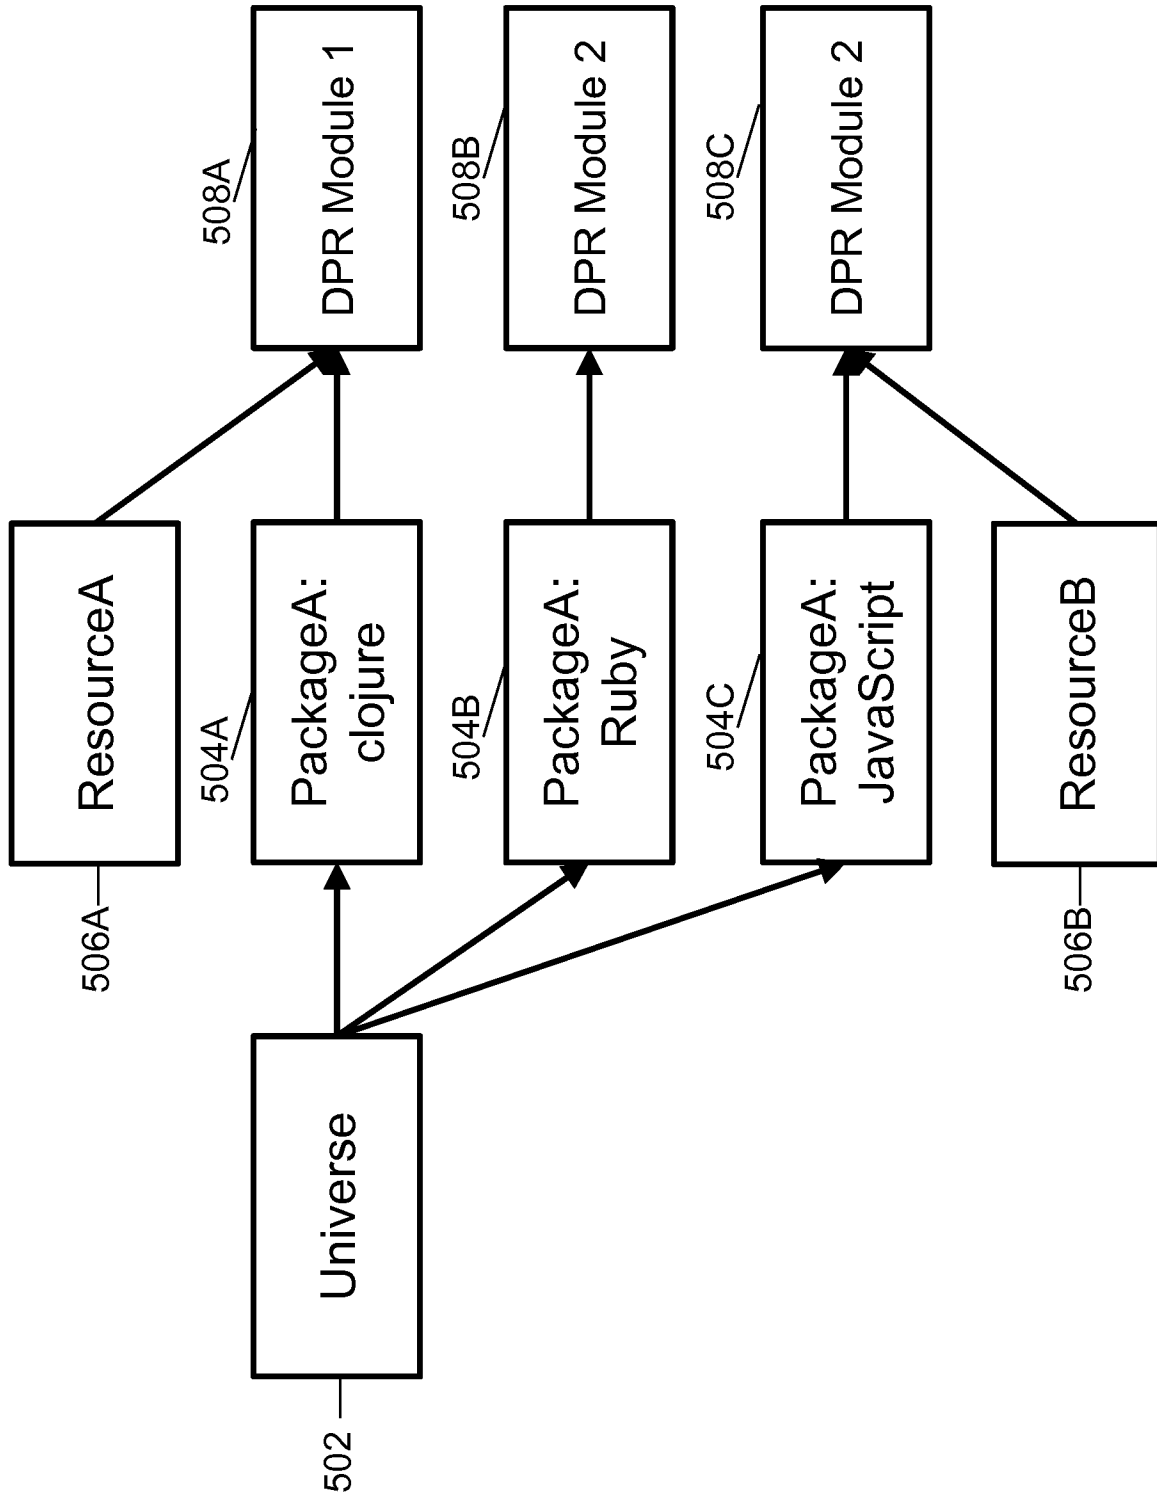 506A
ResourceA
508A
DPR Module 1
504A
PackageA:
clojure
502
Universe
508B
DPR Module 2
504B
PackageA:
Ruby
508C
DPR Module 2
504C
PackageA:
JavaScript
506B
ResourceB